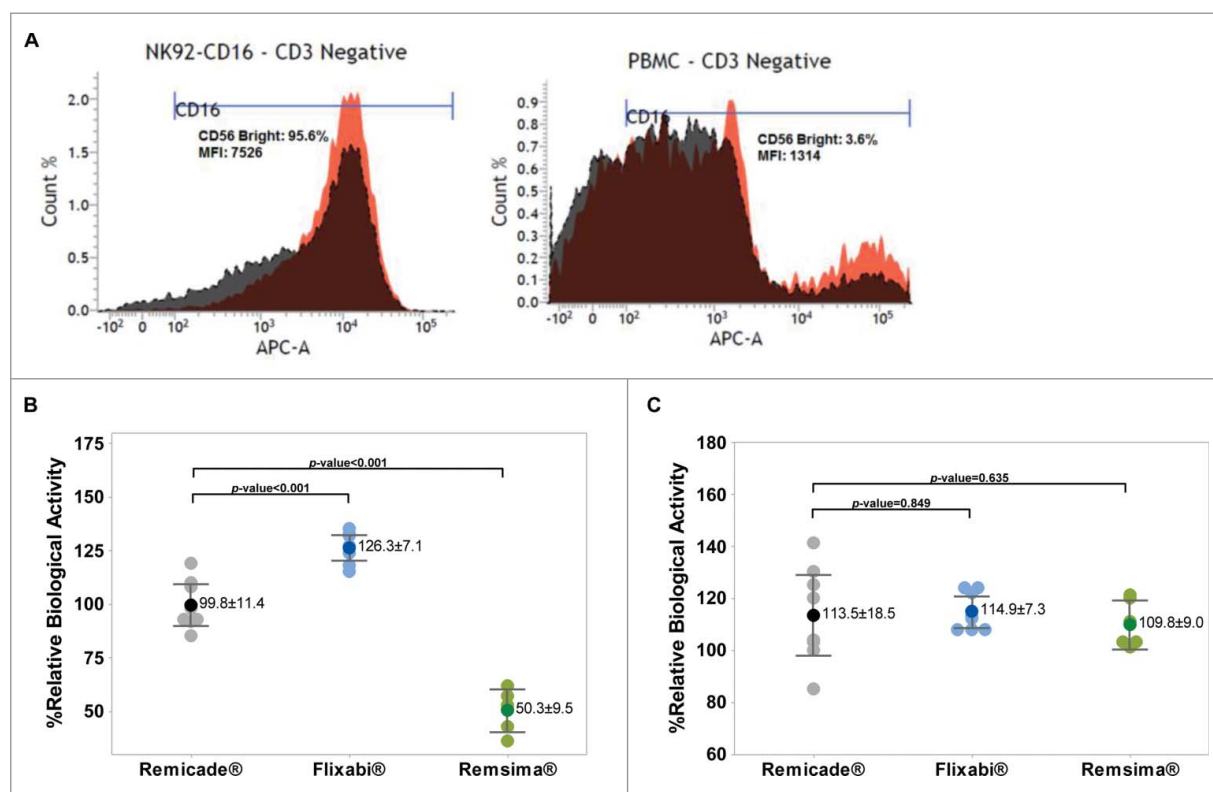 A
NK92-CD16 - CD3 Negative
2.0
CD16
CD56 Bright: 95.6%
MFI: 7526
1.5
Count %
1.0
0.5
0.0
-10² 0 10² 10³ 10⁴ 10⁵
APC-A
PBMC - CD3 Negative
0.9
CD16
0.8
CD56 Bright: 3.6%
MFI: 1314
0.7
0.6
Count %
0.5
0.4
0.3
0.2
0.1
0.0
-10² 0 10² 10³ 10⁴ 10⁵
APC-A
B
%Relative Biological Activity
175
150
125
100
75
50
p-value<0.001
p-value<0.001
99.8±11.4
126.3±7.1
50.3±9.5
Remicade® Flixabi® Remsima®
C
%Relative Biological Activity
180
160
140
120
100
80
60
p-value=0.635
p-value=0.849
113.5±18.5
114.9±7.3
109.8±9.0
Remicade® Flixabi® Remsima®